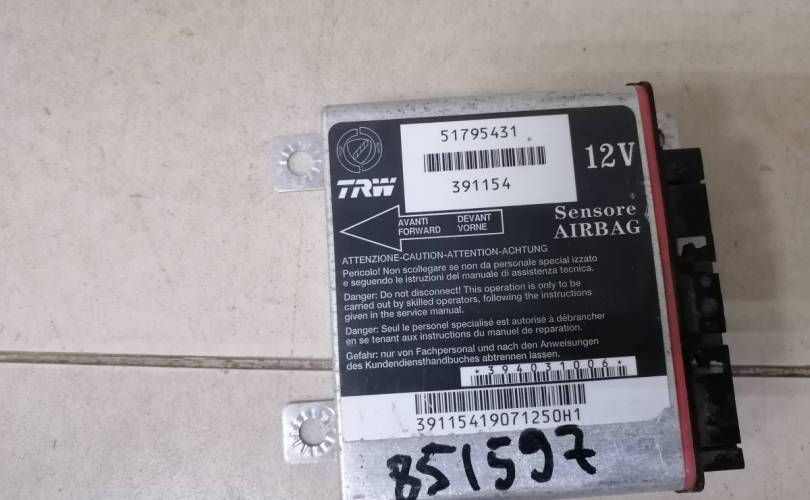 51795431
391154
12V
TRW
Sensore
AIRBAG
AVANTI DEVANT
FORWARD VORNE
ATTENZIONE-CAUTION-ATTENTION-ACHTUNG
Pericolo! Non scollegare se non da personale special izzato
e seguendo le istruzioni del manuale di assistenza tecnica.
Danger: Do not disconnect! This operation is only to be
carried out by skilled operators, following the instructions
given in the service manual.
Danger: Seul le personel specialisé est autorisé à débrancher
en se tenant aux instructions du manuel de reparation.
Gefahr: nur von Fachpersonal und nach den Anweisungen
des Kundendiensthandbuches abtrennen lassen.
*394031006*
39115419071250H1
851597